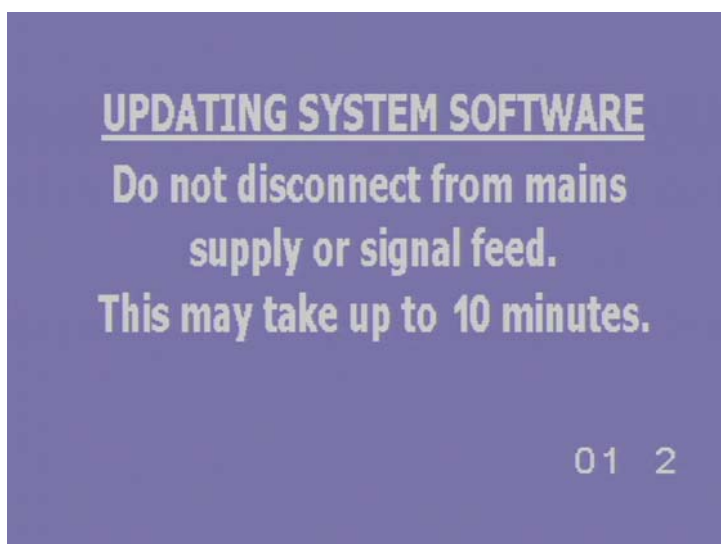 UPDATING SYSTEM SOFTWARE
Do not disconnect from mains
supply or signal feed.
This may take up to 10 minutes.
01 2